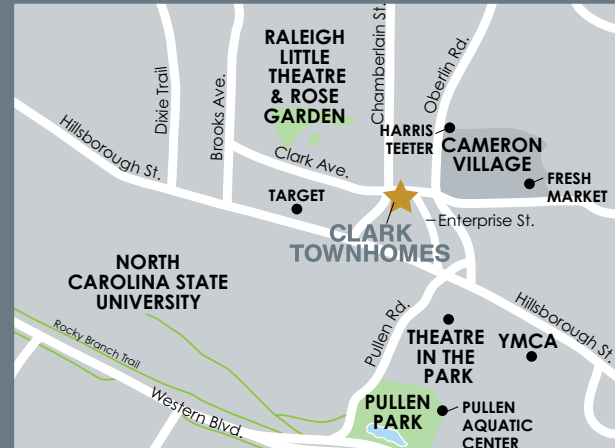 RALEIGH
LITTLE
THEATRE
& ROSE
GARDEN
Chamberlain St.
Oberlin Rd.
Dixie Trail
Brooks Ave.
Hillsborough St.
HARRIS
TEETER
CAMERON
VILLAGE
Clark Ave.
FRESH
MARKET
TARGET
Enterprise St.
CLARK
TOWNHOMES
NORTH
CAROLINA STATE
UNIVERSITY
Hillsborough St.
Pullen Rd.
Rocky Branch Trail
THEATRE
IN THE
PARK
YMCA
Western Blvd.
PULLEN
PARK
PULLEN
AQUATIC
CENTER